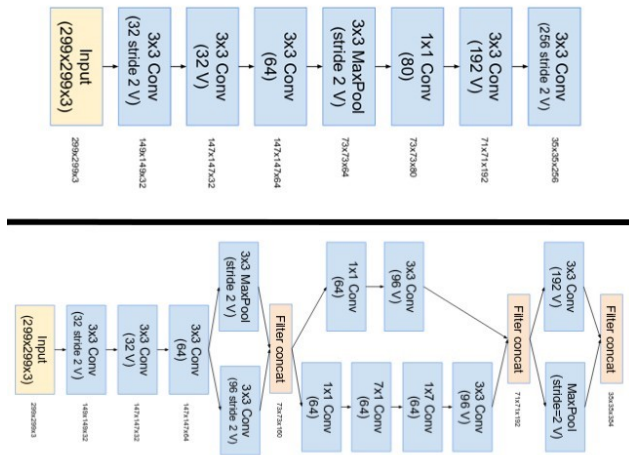 Input
(299x299x3)
299x299x3
3x3 Conv
(32 stride 2 V)
149x149x32
3x3 Conv
(32 V)
147x147x32
3x3 Conv
(64)
147x147x64
3x3 MaxPool
(stride 2 V)
73x73x64
1x1 Conv
(80)
73x73x80
3x3 Conv
(192 V)
71x71x192
3x3 Conv
(256 stride 2 V)
35x35x256
Input
(299x299x3)
299x299x3
3x3 Conv
(32 stride 2 V)
149x149x32
3x3 Conv
(32 V)
147x147x32
3x3 Conv
(64)
147x147x64
3x3 MaxPool
(stride 2 V)
3x3 Conv
(96 stride 2 V)
Filter concat
73x73x160
1x1 Conv
(64)
3x3 Conv
(96 V)
1x1 Conv
(64)
7x1 Conv
(64)
1x7 Conv
(64)
3x3 Conv
(96 V)
Filter concat
71x71x192
3x3 Conv
(192 V)
MaxPool
(stride=2 V)
Filter concat
35x35x384